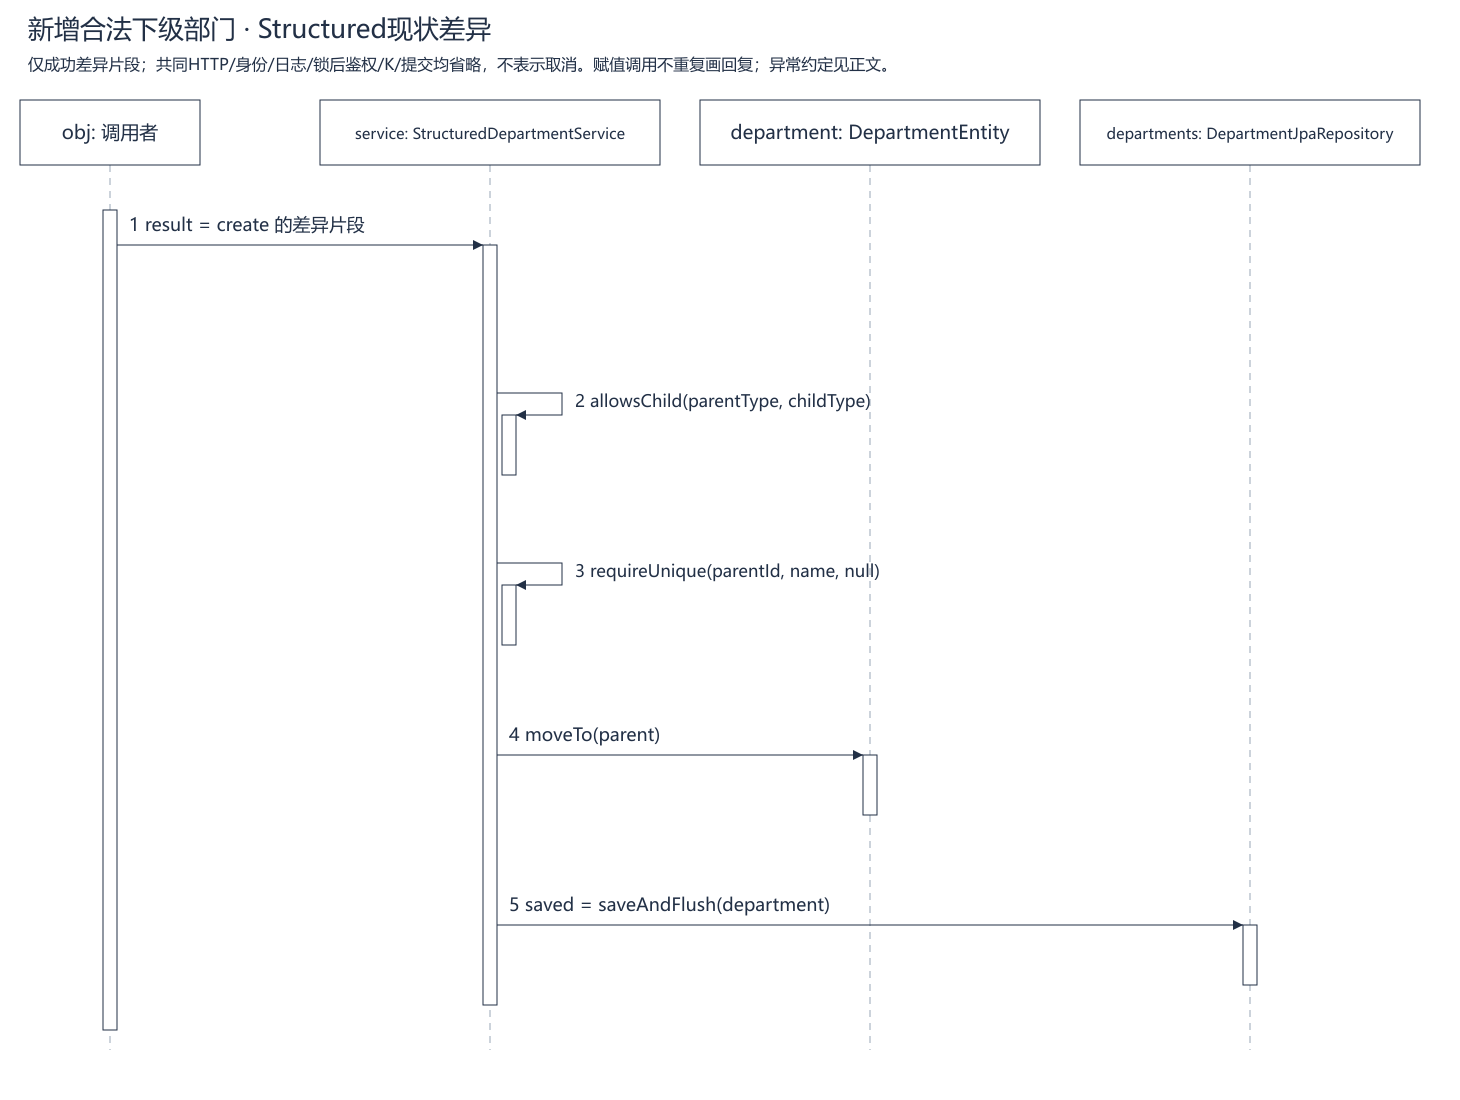 新增合法下级部门 · Structured现状差异
仅成功差异片段；共同HTTP/身份/日志/锁后鉴权/K/提交均省略，不表示取消。赋值调用不重复画回复；异常约定见正文。
obj: 调用者
service: StructuredDepartmentService
department: DepartmentEntity
departments: DepartmentJpaRepository
1 result = create 的差异片段
2 allowsChild(parentType, childType)
3 requireUnique(parentId, name, null)
4 moveTo(parent)
5 saved = saveAndFlush(department)